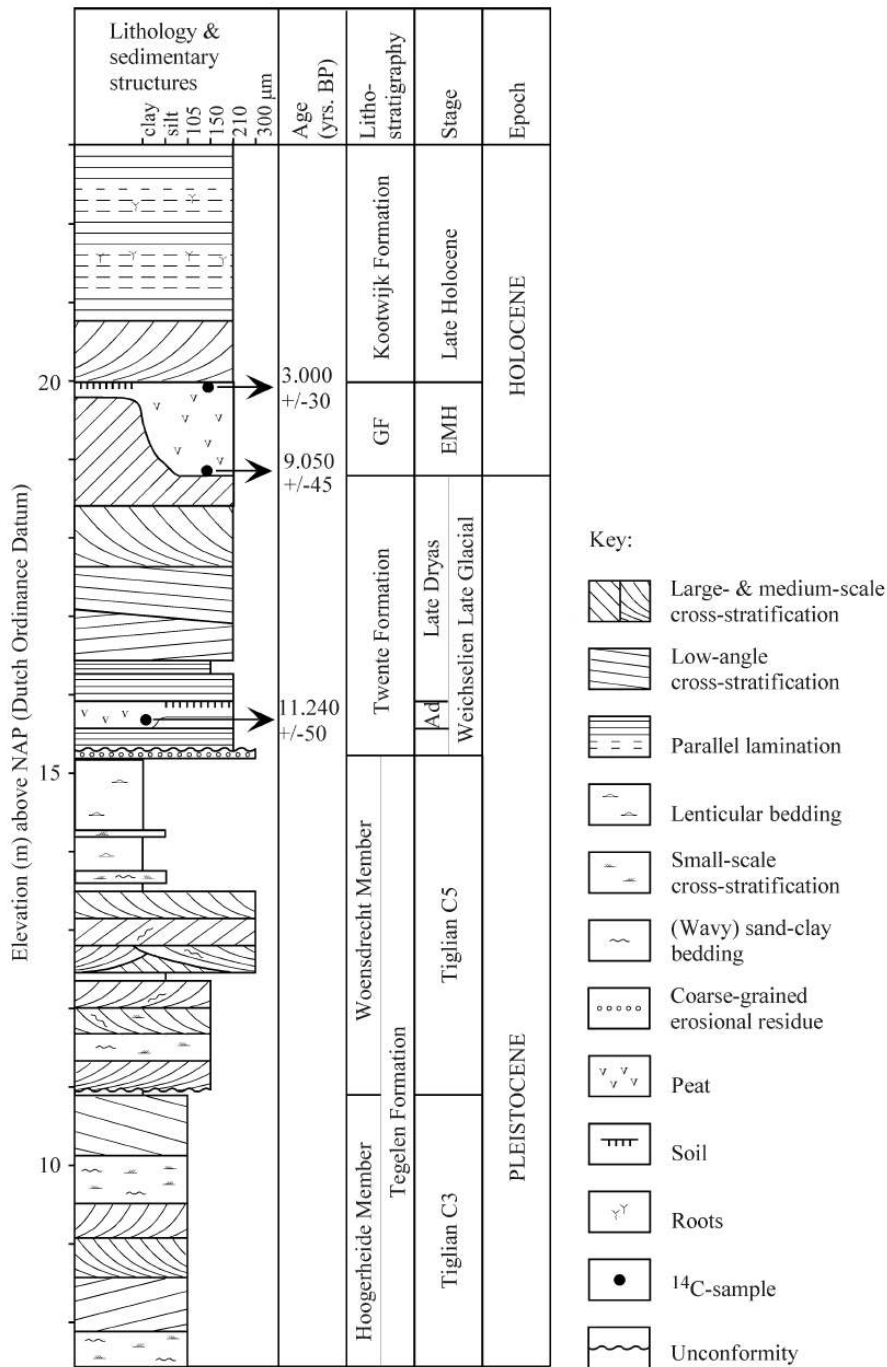 Lithology &
sedimentary
structures
clay
silt
105
150
210
300 µm
Age
(yrs. BP)
Litho-
stratigraphy
Stage
Epoch
Elevation (m) above NAP (Dutch Ordinance Datum)
20
15
10
3.000
+/-30
9.050
+/-45
11.240
+/-50
Kootwijk Formation
GF
Twente Formation
Woensdrecht Member
Hoogerheide Member
Tegelen Formation
Late Holocene
EMH
Late Dryas
Ad
Weichselien Late Glacial
Tiglian C5
Tiglian C3
HOLOCENE
PLEISTOCENE
Key:
Large- & medium-scale
cross-stratification
Low-angle
cross-stratification
Parallel lamination
Lenticular bedding
Small-scale
cross-stratification
(Wavy) sand-clay
bedding
Coarse-grained
erosional residue
Peat
Soil
Roots
¹⁴C-sample
Unconformity